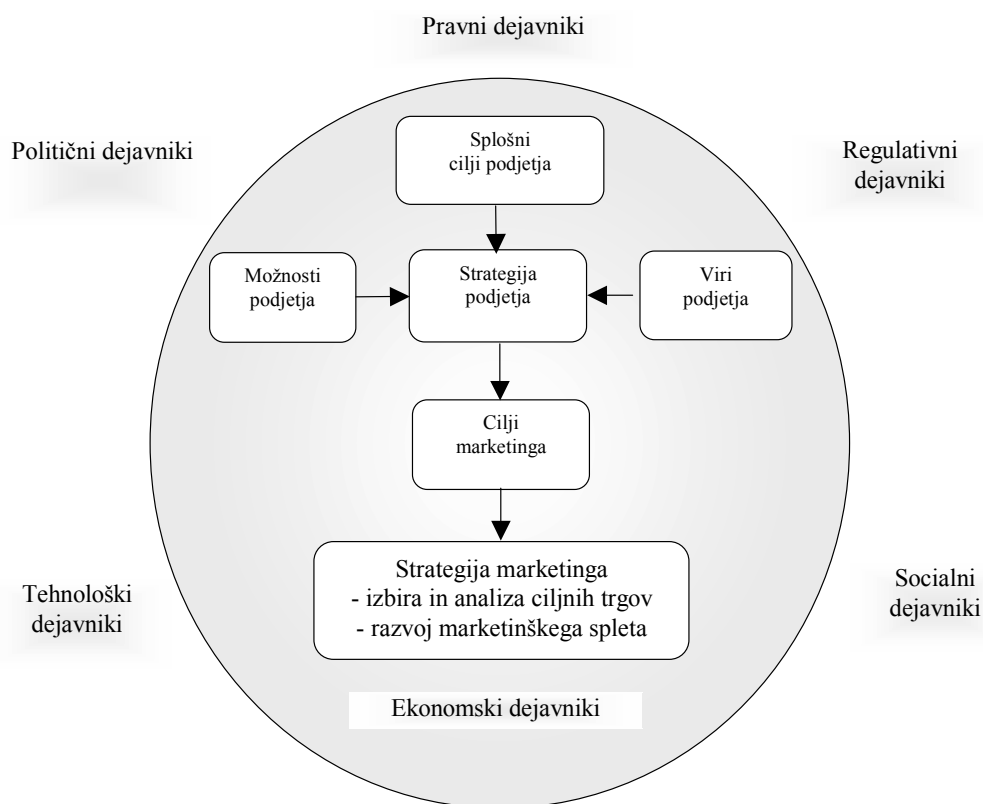 Pravni dejavniki
Politični dejavniki
Splošni
cilji podjetja
Regulativni
dejavniki
Možnosti
podjetja
Strategija
podjetja
Viri
podjetja
Cilji
marketinga
Tehnološki
dejavniki
Strategija marketinga
- izbira in analiza ciljnih trgov
- razvoj marketinškega spleta
Socialni
dejavniki
Ekonomski dejavniki